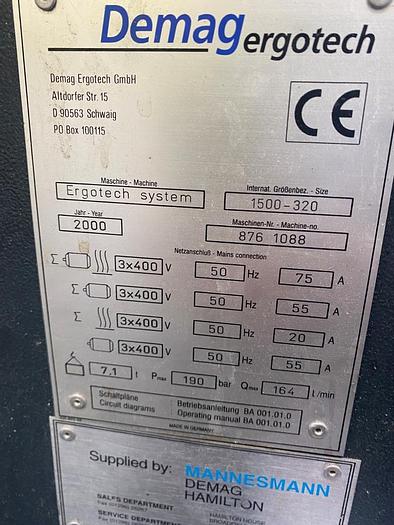 Demag ergotech
Demag Ergotech GmbH
Altdorfer Str. 15
D 90563 Schwaig
PO Box 100115
CE
Maschine - Machine
Ergotech system
Internat. Größenbez. - Size
1500-320
Jahr - Year
2000
Maschinen-Nr. - Machine-no.
876 1088
Netzanschluß - Mains connection
Σ 3x400 V 50 Hz 75 A
Σ 3x400 V 50 Hz 55 A
Σ 3x400 V 50 Hz 20 A
3x400 V 50 Hz 55 A
7,1 t Pmax 190 bar Qmax 164 L/min
Schaltpläne
Circuit diagrams
Betriebsanleitung BA 001.01.0
Operating manual BA 001.01.0
MADE IN GERMANY
Supplied by: MANNESMANN
DEMAG
HAMILTON
SALES DEPARTMENT
SERVICE DEPARTMENT
HAMILTON HOUSE